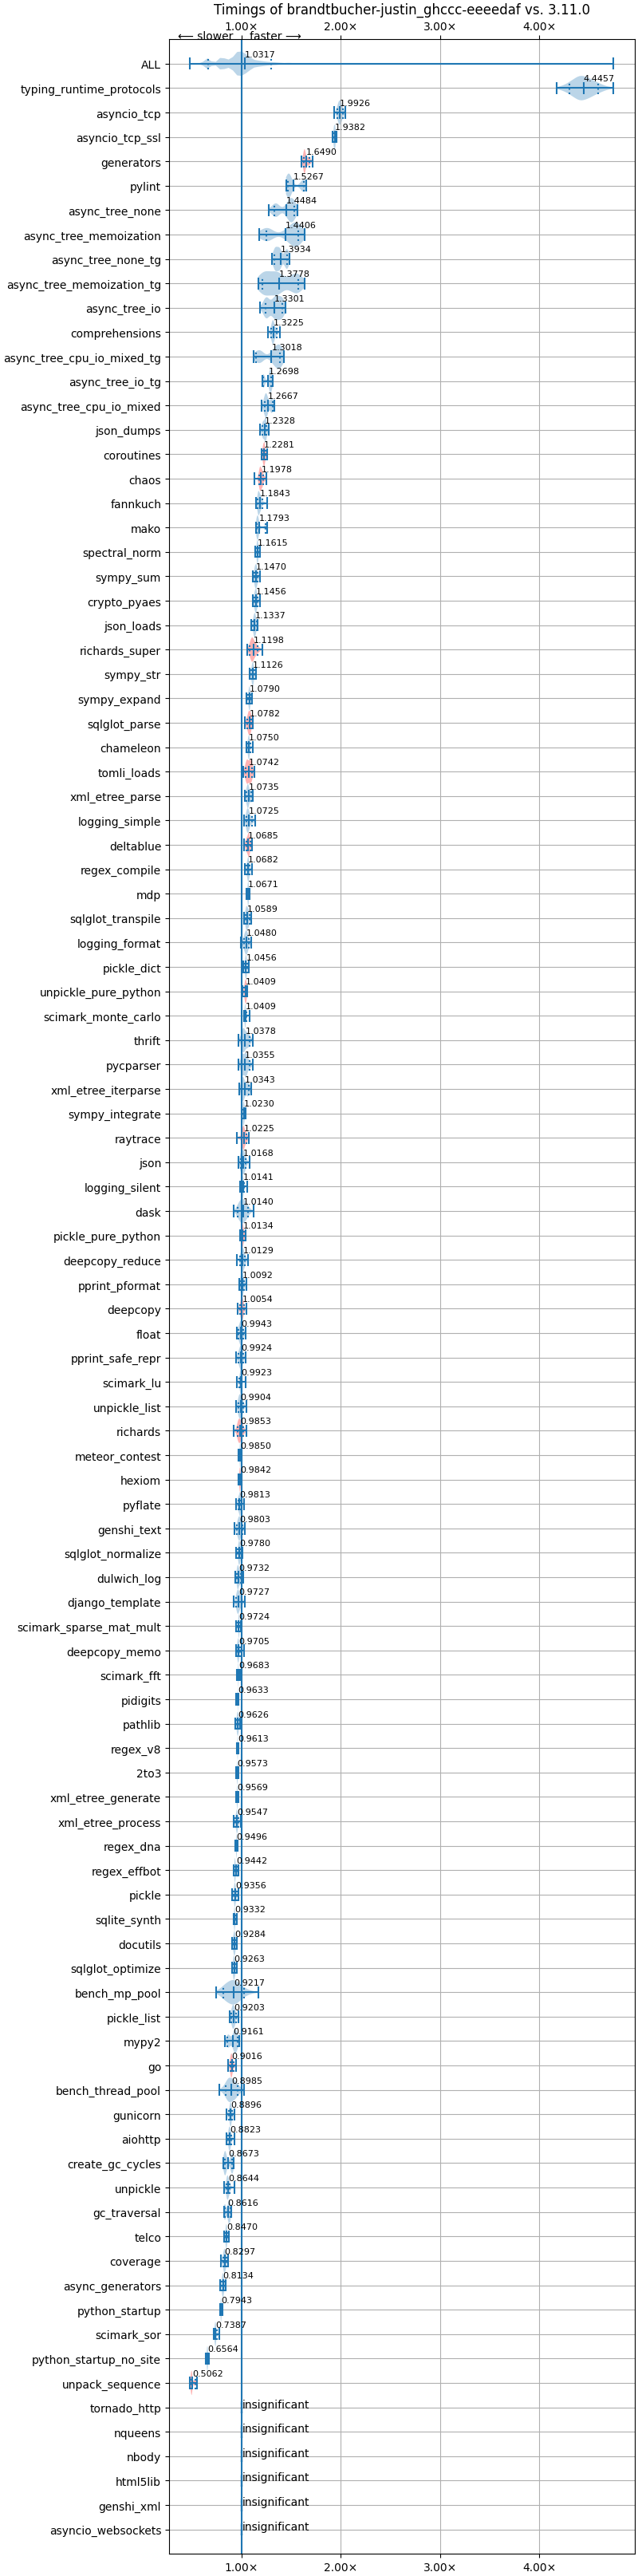 Timings of brandtbucher-justin_ghccc-eeeedaf vs. 3.11.0
1.00× 2.00× 3.00× 4.00×
⟵ slower faster ⟶
ALL 1.0317
typing_runtime_protocols 4.4457
asyncio_tcp 1.9926
asyncio_tcp_ssl 1.9382
generators 1.6490
pylint 1.5267
async_tree_none 1.4484
async_tree_memoization 1.4406
async_tree_none_tg 1.3934
async_tree_memoization_tg 1.3778
async_tree_io 1.3301
comprehensions 1.3225
async_tree_cpu_io_mixed_tg 1.3018
async_tree_io_tg 1.2698
async_tree_cpu_io_mixed 1.2667
json_dumps 1.2328
coroutines 1.2281
chaos 1.1978
fannkuch 1.1843
mako 1.1793
spectral_norm 1.1615
sympy_sum 1.1470
crypto_pyaes 1.1456
json_loads 1.1337
richards_super 1.1198
sympy_str 1.1126
sympy_expand 1.0790
sqlglot_parse 1.0782
chameleon 1.0750
tomli_loads 1.0742
xml_etree_parse 1.0735
logging_simple 1.0725
deltablue 1.0685
regex_compile 1.0682
mdp 1.0671
sqlglot_transpile 1.0589
logging_format 1.0480
pickle_dict 1.0456
unpickle_pure_python 1.0409
scimark_monte_carlo 1.0409
thrift 1.0378
pycparser 1.0355
xml_etree_iterparse 1.0343
sympy_integrate 1.0230
raytrace 1.0225
json 1.0168
logging_silent 1.0141
dask 1.0140
pickle_pure_python 1.0134
deepcopy_reduce 1.0129
pprint_pformat 1.0092
deepcopy 1.0054
float 0.9943
pprint_safe_repr 0.9924
scimark_lu 0.9923
unpickle_list 0.9904
richards 0.9853
meteor_contest 0.9850
hexiom 0.9842
pyflate 0.9813
genshi_text 0.9803
sqlglot_normalize 0.9780
dulwich_log 0.9732
django_template 0.9727
scimark_sparse_mat_mult 0.9724
deepcopy_memo 0.9705
scimark_fft 0.9683
pidigits 0.9633
pathlib 0.9626
regex_v8 0.9613
2to3 0.9573
xml_etree_generate 0.9569
xml_etree_process 0.9547
regex_dna 0.9496
regex_effbot 0.9442
pickle 0.9356
sqlite_synth 0.9332
docutils 0.9284
sqlglot_optimize 0.9263
bench_mp_pool 0.9217
pickle_list 0.9203
mypy2 0.9161
go 0.9016
bench_thread_pool 0.8985
gunicorn 0.8896
aiohttp 0.8823
create_gc_cycles 0.8673
unpickle 0.8644
gc_traversal 0.8616
telco 0.8470
coverage 0.8297
async_generators 0.8134
python_startup 0.7943
scimark_sor 0.7387
python_startup_no_site 0.6564
unpack_sequence 0.5062
tornado_http insignificant
nqueens insignificant
nbody insignificant
html5lib insignificant
genshi_xml insignificant
asyncio_websockets insignificant
1.00× 2.00× 3.00× 4.00×